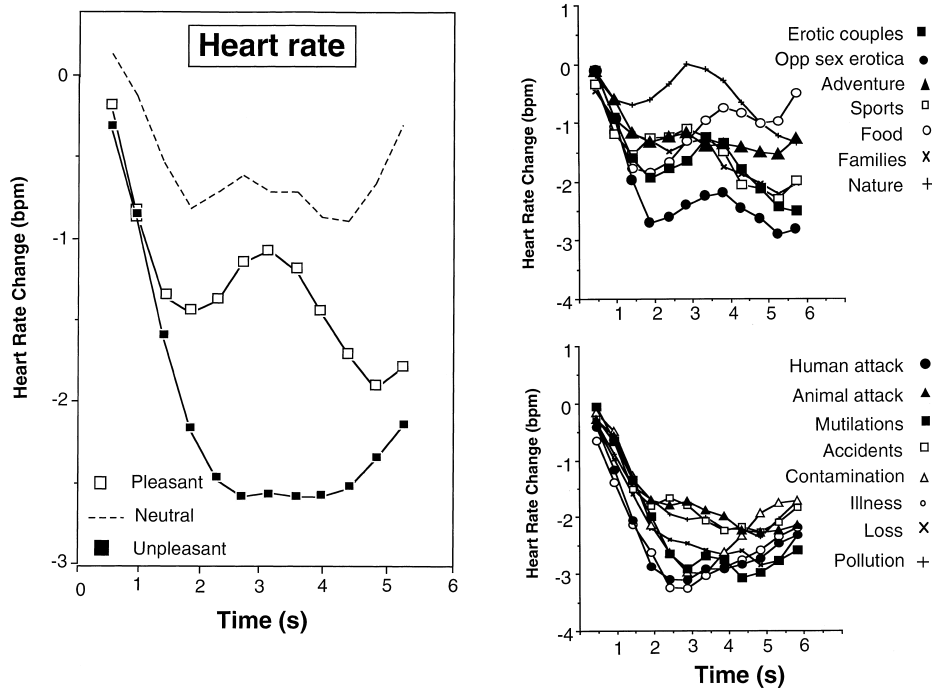 Heart rate
Heart Rate Change (bpm)
0
-1
-2
-3
Pleasant
Neutral
Unpleasant
0
1
2
3
4
5
6
Time (s)
Heart Rate Change (bpm)
1
0
-1
-2
-3
-4
1
2
3
4
5
6
Erotic couples
Opp sex erotica
Adventure
Sports
Food
Families
Nature
Heart Rate Change (bpm)
1
0
-1
-2
-3
-4
1
2
3
4
5
6
Time (s)
Human attack
Animal attack
Mutilations
Accidents
Contamination
Illness
Loss
Pollution